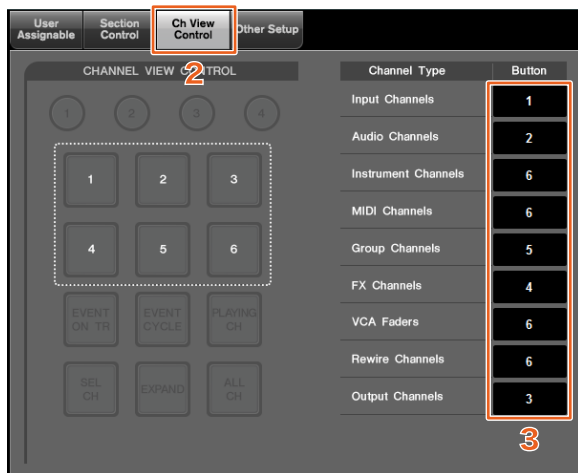 User Assignable
Section Control
Ch View Control
Other Setup
2
CHANNEL VIEW CONTROL
1 2 3 4
1 2 3
4 5 6
EVENT ON TR
EVENT CYCLE
PLAYING CH
SEL CH
EXPAND
ALL CH
Channel Type Button
Input Channels 1
Audio Channels 2
Instrument Channels 6
MIDI Channels 6
Group Channels 5
FX Channels 4
VCA Faders 6
Rewire Channels 6
Output Channels 3
3